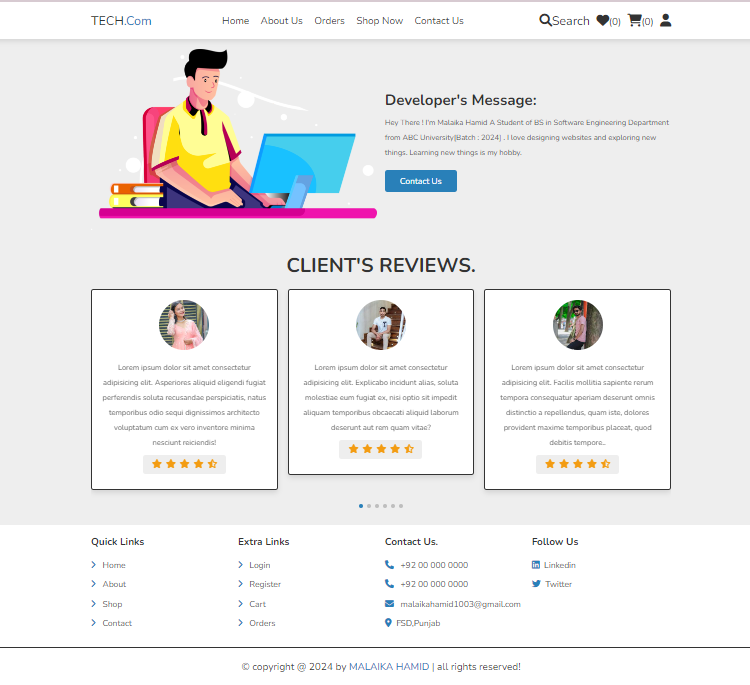 TECH.Com
Home About Us Orders Shop Now Contact Us
Search (0) (0)
Developer's Message:
Hey There ! I'm Malaika Hamid A Student of BS in Software Engineering Department
from ABC University[Batch : 2024] . I love designing websites and exploring new
things. Learning new things is my hobby.
Contact Us
CLIENT'S REVIEWS.
Lorem ipsum dolor sit amet consectetur
adipisicing elit. Asperiores aliquid eligendi fugiat
perferendis soluta recusandae perspiciatis, natus
temporibus odio sequi dignissimos architecto
voluptatum cum ex vero inventore minima
nesciunt reiciendis!
Lorem ipsum dolor sit amet consectetur
adipisicing elit. Explicabo incidunt alias, soluta
molestiae eum fugiat ex, nisi optio sit impedit
aliquam temporibus obcaecati aliquid laborum
deserunt aut rem quam vitae?
Lorem ipsum dolor sit amet consectetur
adipisicing elit. Facilis mollitia sapiente rerum
tempora consequatur aperiam deserunt omnis
distinctio a repellendus, quam iste, dolores
provident maxime temporibus placeat, quod
debitis tempore..
Quick Links
Home
About
Shop
Contact
Extra Links
Login
Register
Cart
Orders
Contact Us.
+92 00 000 0000
+92 00 000 0000
malaikahamid1003@gmail.com
FSD,Punjab
Follow Us
Linkedin
Twitter
© copyright @ 2024 by MALAIKA HAMID | all rights reserved!